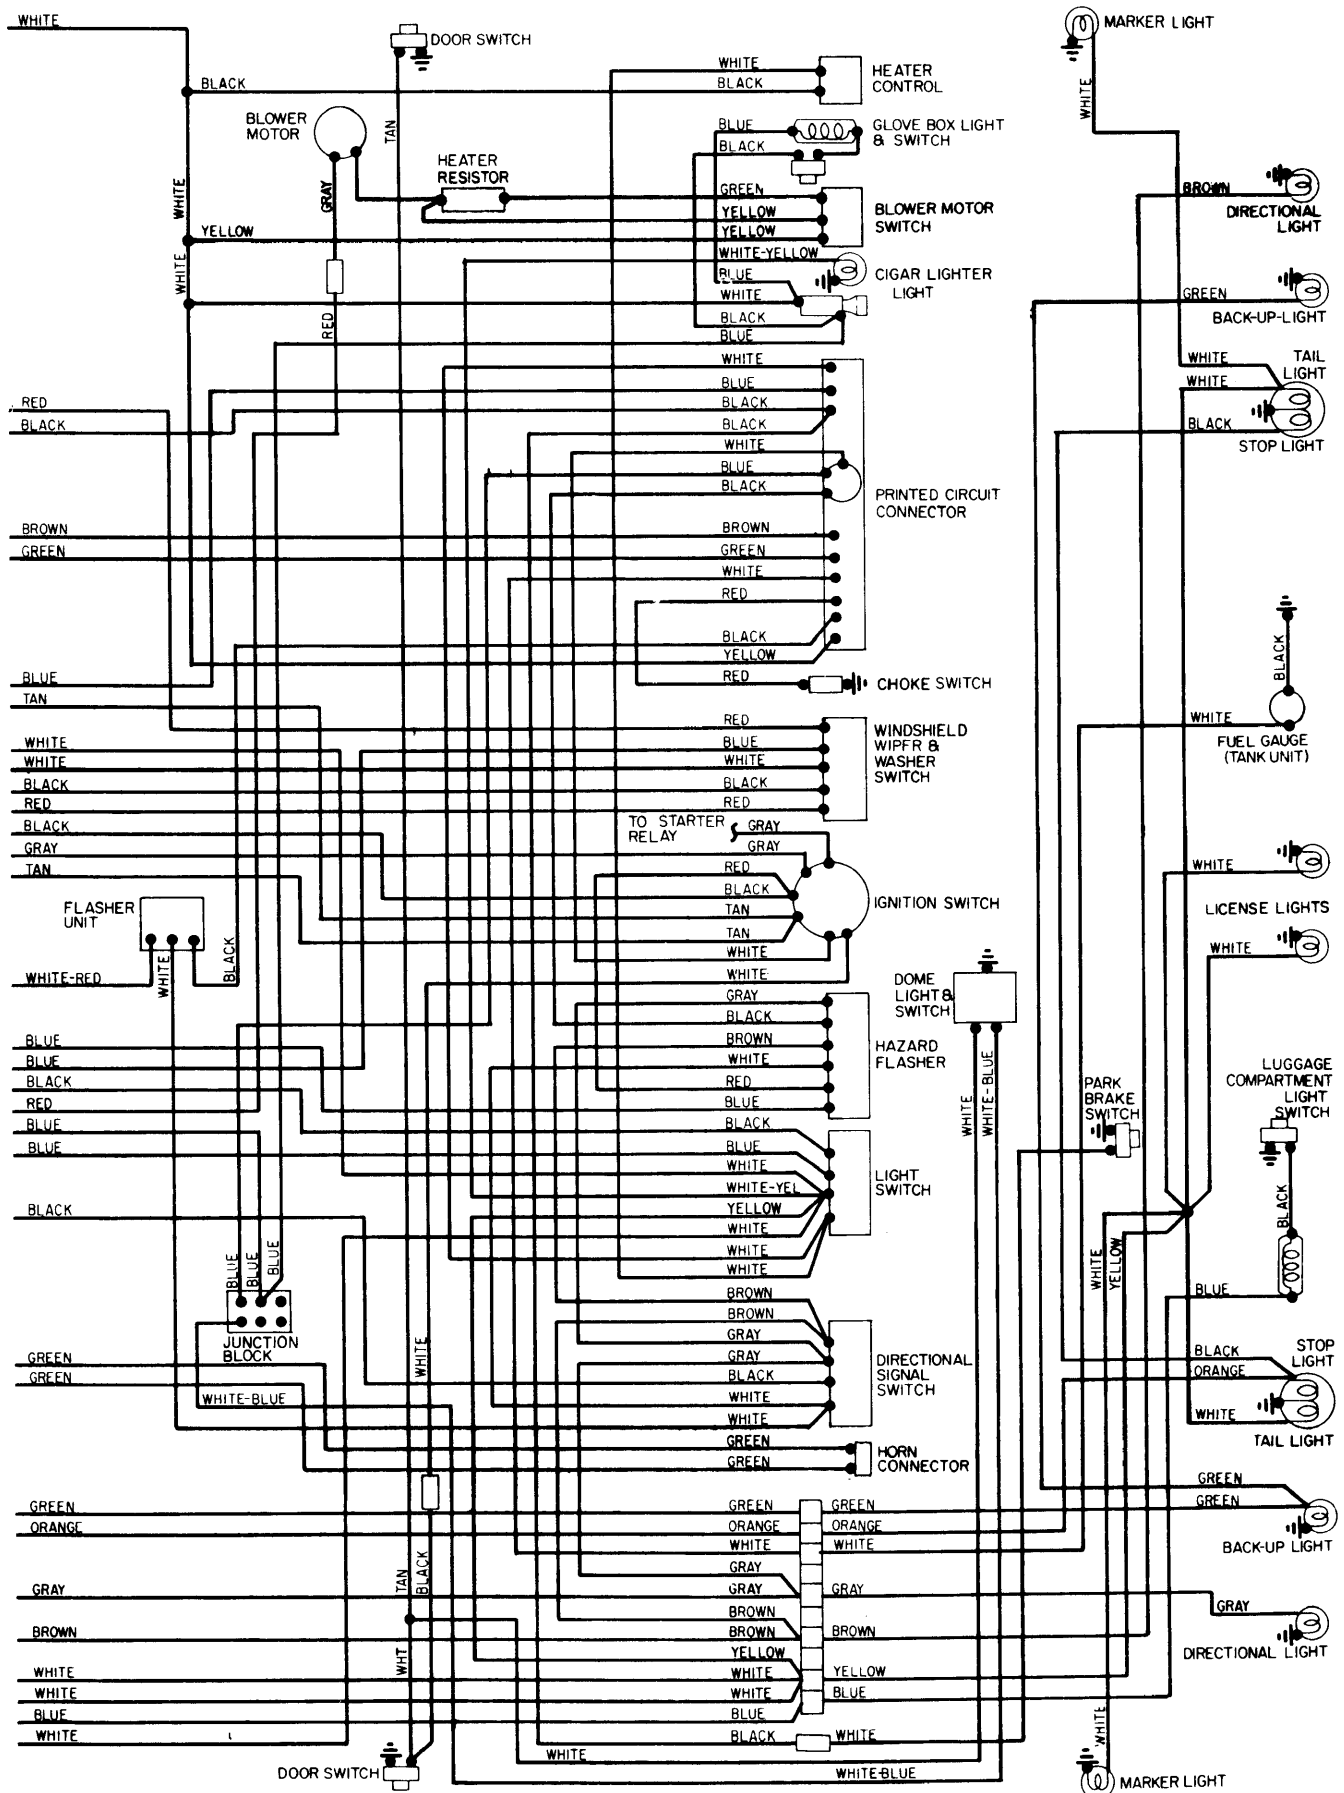 WHITE
DOOR SWITCH
MARKER LIGHT
WHITE
BLACK
WHITE
BLACK
HEATER
CONTROL
BLOWER
MOTOR
TAN
WHITE
BLUE
BLACK
GLOVE BOX LIGHT
& SWITCH
HEATER
RESISTOR
GRAY
WHITE
GREEN
YELLOW
YELLOW
BLOWER MOTOR
SWITCH
BROWN
DIRECTIONAL
LIGHT
YELLOW
WHITE
WHITE-YELLOW
BLUE
WHITE
BLACK
BLUE
CIGAR LIGHTER
LIGHT
GREEN
BACK-UP-LIGHT
RED
WHITE
BLUE
BLACK
BLACK
WHITE
BLUE
BLACK
BROWN
GREEN
WHITE
RED
BLACK
YELLOW
PRINTED CIRCUIT
CONNECTOR
RED
BLACK
BROWN
GREEN
WHITE
WHITE
BLACK
TAIL
LIGHT
STOP LIGHT
BLACK
WHITE
FUEL GAUGE
(TANK UNIT)
BLUE
TAN
RED
CHOKE SWITCH
WHITE
WHITE
BLACK
RED
BLACK
GRAY
TAN
RED
BLUE
WHITE
BLACK
RED
WINDSHIELD
WIPFR &
WASHER
SWITCH
TO STARTER
RELAY
GRAY
GRAY
RED
BLACK
TAN
TAN
WHITE
WHITE
IGNITION SWITCH
WHITE
LICENSE LIGHTS
WHITE
FLASHER
UNIT
WHITE-RED
WHITE
BLACK
DOME
LIGHT &
SWITCH
WHITE
WHITE-BLUE
GRAY
BLACK
BROWN
WHITE
RED
BLUE
HAZARD
FLASHER
BLUE
BLUE
BLACK
RED
BLUE
BLUE
BLACK
PARK
BRAKE
SWITCH
LUGGAGE
COMPARTMENT
LIGHT
SWITCH
BLACK
BLACK
BLUE
WHITE
WHITE-YEL
YELLOW
WHITE
WHITE
WHITE
LIGHT
SWITCH
WHITE
YELLOW
BLUE
BLUE
BLUE
BLUE
JUNCTION
BLOCK
GREEN
GREEN
WHITE-BLUE
WHITE
BROWN
BROWN
GRAY
GRAY
BLACK
WHITE
WHITE
DIRECTIONAL
SIGNAL
SWITCH
BLACK
ORANGE
WHITE
STOP
LIGHT
TAIL LIGHT
GREEN
GREEN
HORN
CONNECTOR
GREEN
GREEN
BACK-UP LIGHT
GREEN
ORANGE
GRAY
BROWN
WHITE
WHITE
BLUE
WHITE
TAN
BLACK
WHT
GREEN
ORANGE
WHITE
GRAY
GRAY
BROWN
BROWN
YELLOW
WHITE
WHITE
BLUE
BLACK
GREEN
ORANGE
WHITE
GRAY
BROWN
YELLOW
BLUE
WHITE
GRAY
DIRECTIONAL LIGHT
WHITE
WHITE
WHITE-BLUE
DOOR SWITCH
MARKER LIGHT